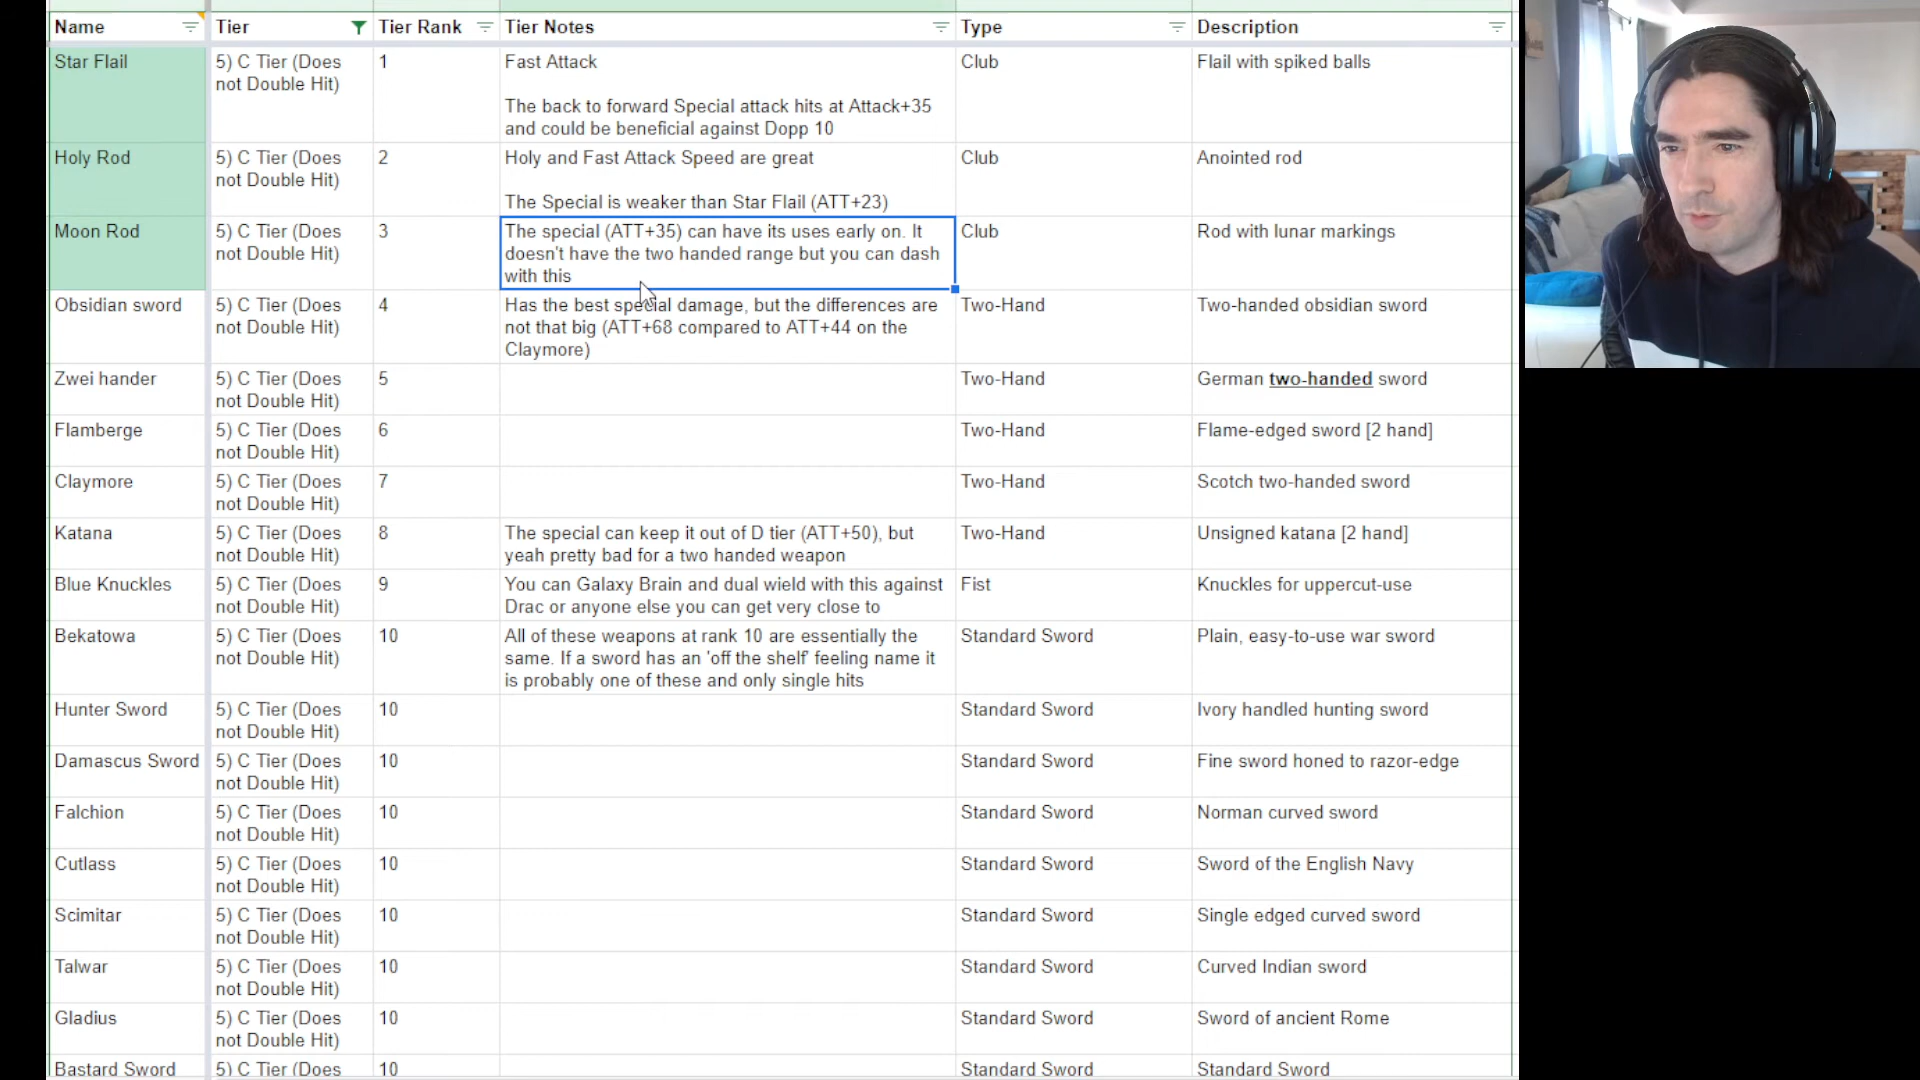 Name Tier Tier Rank Tier Notes Type Description
Star Flail 5) C Tier (Does 1 Fast Attack Club Flail with spiked balls
not Double Hit)
The back to forward Special attack hits at Attack+35
and could be beneficial against Dopp 10
Holy Rod 5) C Tier (Does 2 Holy and Fast Attack Speed are great Club Anointed rod
not Double Hit)
The Special is weaker than Star Flail (ATT+23)
Moon Rod 5) C Tier (Does 3 The special (ATT+35) can have its uses early on. It Club Rod with lunar markings
not Double Hit) doesn't have the two handed range but you can dash
with this
Obsidian sword 5) C Tier (Does 4 Has the best special damage, but the differences are Two-Hand Two-handed obsidian sword
not Double Hit) not that big (ATT+68 compared to ATT+44 on the
Claymore)
Zwei hander 5) C Tier (Does 5 Two-Hand German two-handed sword
not Double Hit)
Flamberge 5) C Tier (Does 6 Two-Hand Flame-edged sword [2 hand]
not Double Hit)
Claymore 5) C Tier (Does 7 Two-Hand Scotch two-handed sword
not Double Hit)
Katana 5) C Tier (Does 8 The special can keep it out of D tier (ATT+50), but Two-Hand Unsigned katana [2 hand]
not Double Hit) yeah pretty bad for a two handed weapon
Blue Knuckles 5) C Tier (Does 9 You can Galaxy Brain and dual wield with this against Fist Knuckles for uppercut-use
not Double Hit) Drac or anyone else you can get very close to
Bekatowa 5) C Tier (Does 10 All of these weapons at rank 10 are essentially the Standard Sword Plain, easy-to-use war sword
not Double Hit) same. If a sword has an 'off the shelf' feeling name it
is probably one of these and only single hits
Hunter Sword 5) C Tier (Does 10 Standard Sword Ivory handled hunting sword
not Double Hit)
Damascus Sword 5) C Tier (Does 10 Standard Sword Fine sword honed to razor-edge
not Double Hit)
Falchion 5) C Tier (Does 10 Standard Sword Norman curved sword
not Double Hit)
Cutlass 5) C Tier (Does 10 Standard Sword Sword of the English Navy
not Double Hit)
Scimitar 5) C Tier (Does 10 Standard Sword Single edged curved sword
not Double Hit)
Talwar 5) C Tier (Does 10 Standard Sword Curved Indian sword
not Double Hit)
Gladius 5) C Tier (Does 10 Standard Sword Sword of ancient Rome
not Double Hit)
Bastard Sword 5) C Tier (Does 10 Standard Sword Standard Sword